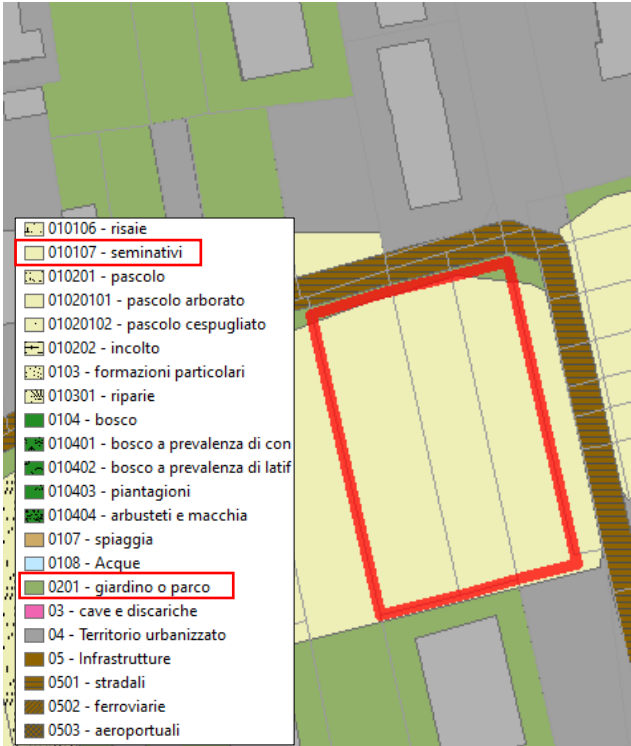 010106 - risaie
010107 - seminativi
010201 - pascolo
01020101 - pascolo arborato
01020102 - pascolo cespugliato
010202 - incolto
0103 - formazioni particolari
010301 - riparie
0104 - bosco
010401 - bosco a prevalenza di con
010402 - bosco a prevalenza di latif
010403 - piantagioni
010404 - arbusteti e macchia
0107 - spiaggia
0108 - Acque
0201 - giardino o parco
03 - cave e discariche
04 - Territorio urbanizzato
05 - Infrastrutture
0501 - stradali
0502 - ferroviarie
0503 - aeroportuali